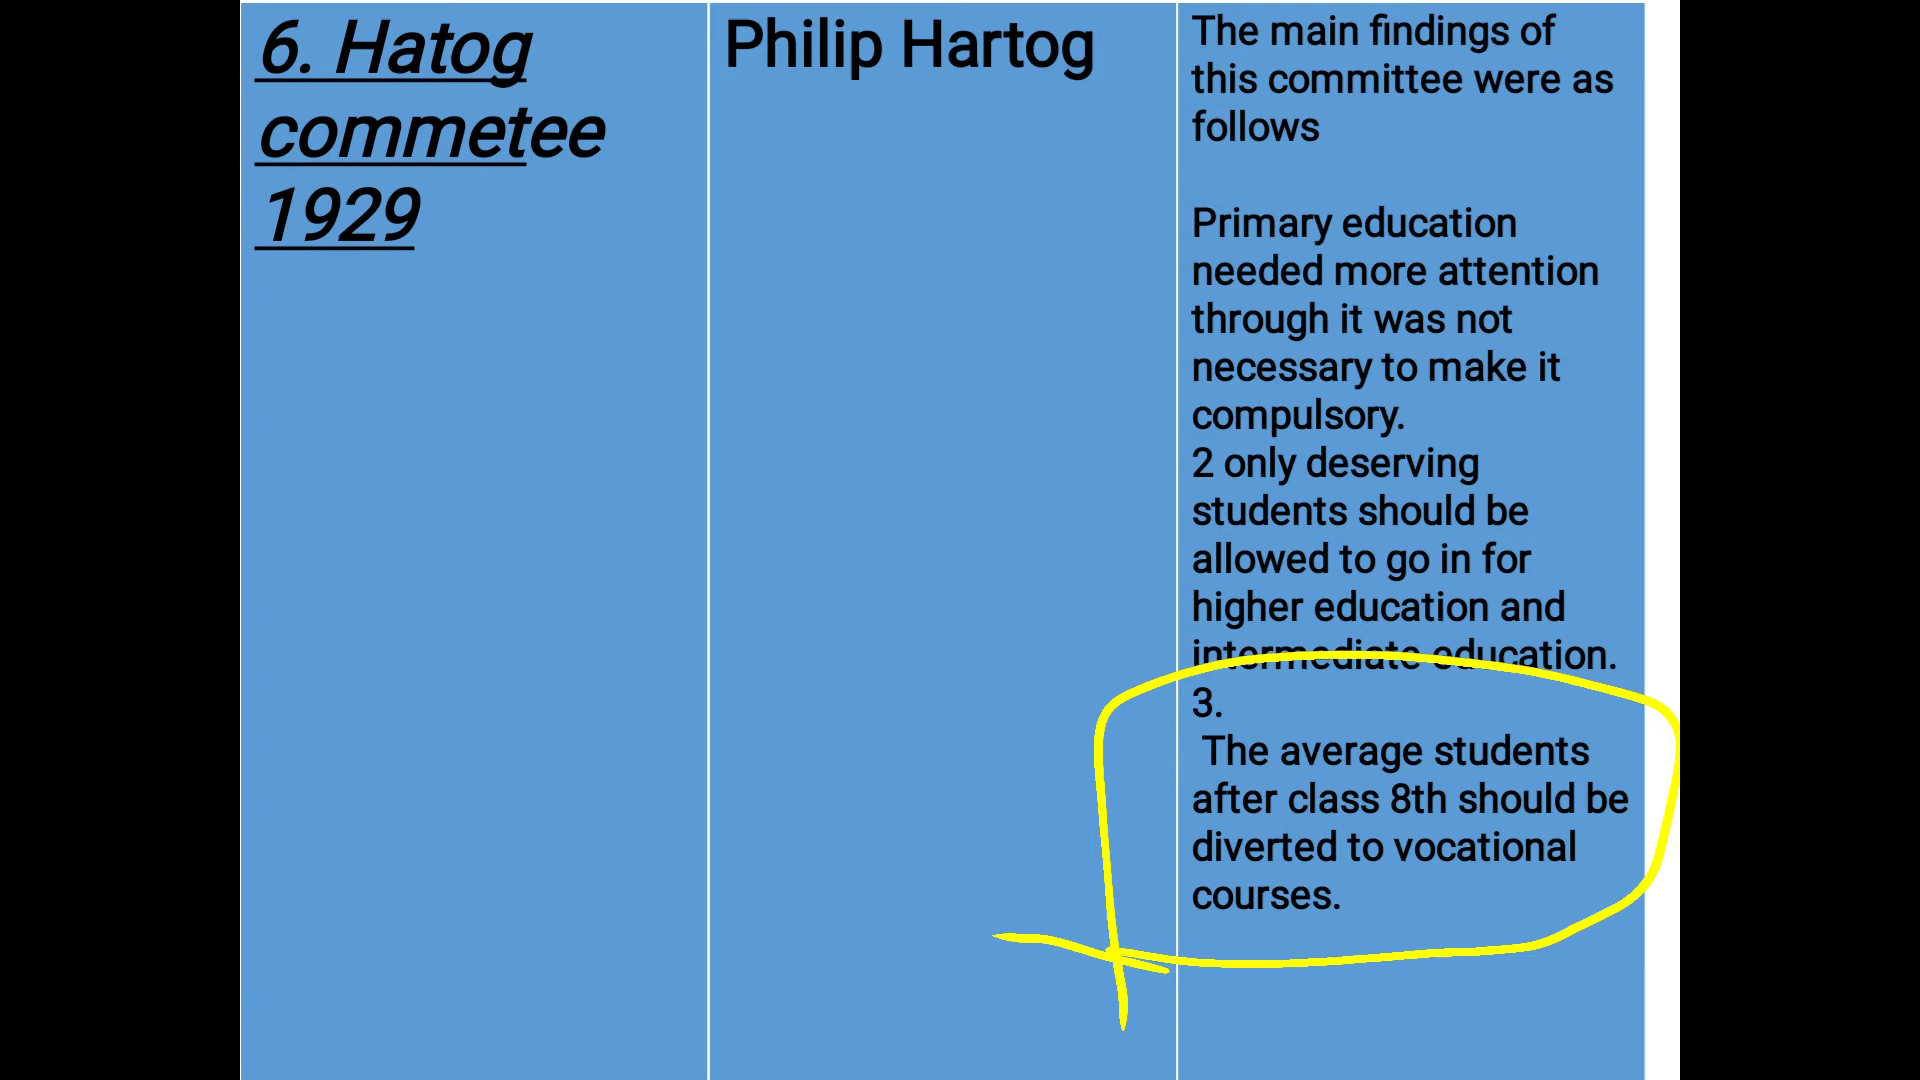 6. Hatog
commetee
1929
Philip Hartog
The main findings of
this committee were as
follows
Primary education
needed more attention
through it was not
necessary to make it
compulsory.
2 only deserving
students should be
allowed to go in for
higher education and
intermediate education.
3.
The average students
after class 8th should be
diverted to vocational
courses.